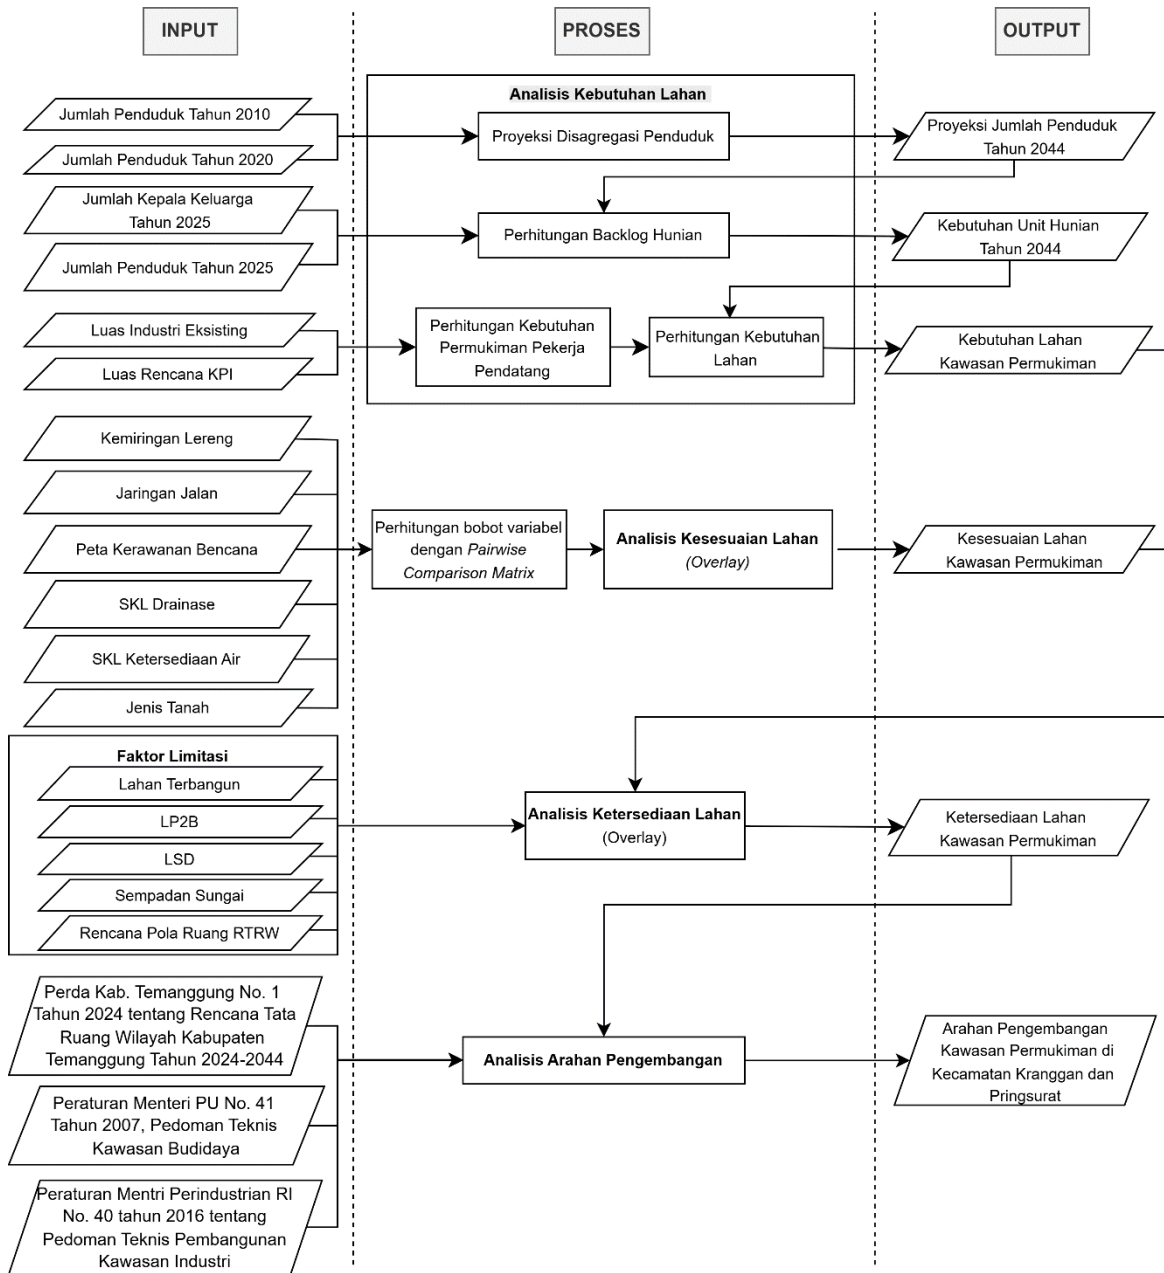 INPUT
PROSES
OUTPUT
Analisis Kebutuhan Lahan
Jumlah Penduduk Tahun 2010
Jumlah Penduduk Tahun 2020
Proyeksi Disagregasi Penduduk
Proyeksi Jumlah Penduduk
Tahun 2044
Jumlah Kepala Keluarga
Tahun 2025
Jumlah Penduduk Tahun 2025
Perhitungan Backlog Hunian
Kebutuhan Unit Hunian
Tahun 2044
Luas Industri Eksisting
Luas Rencana KPI
Perhitungan Kebutuhan
Permukiman Pekerja
Pendatang
Perhitungan Kebutuhan
Lahan
Kebutuhan Lahan
Kawasan Permukiman
Kemiringan Lereng
Jaringan Jalan
Peta Kerawanan Bencana
SKL Drainase
SKL Ketersediaan Air
Jenis Tanah
Perhitungan bobot variabel
dengan Pairwise
Comparison Matrix
Analisis Kesesuaian Lahan
(Overlay)
Kesesuaian Lahan
Kawasan Permukiman
Faktor Limitasi
Lahan Terbangun
LP2B
LSD
Sempadan Sungai
Rencana Pola Ruang RTRW
Analisis Ketersediaan Lahan
(Overlay)
Ketersediaan Lahan
Kawasan Permukiman
Perda Kab. Temanggung No. 1
Tahun 2024 tentang Rencana Tata
Ruang Wilayah Kabupaten
Temanggung Tahun 2024-2044
Peraturan Menteri PU No. 41
Tahun 2007, Pedoman Teknis
Kawasan Budidaya
Peraturan Mentri Perindustrian RI
No. 40 tahun 2016 tentang
Pedoman Teknis Pembangunan
Kawasan Industri
Analisis Arahan Pengembangan
Arahan Pengembangan
Kawasan Permukiman di
Kecamatan Kranggan dan
Pringsurat